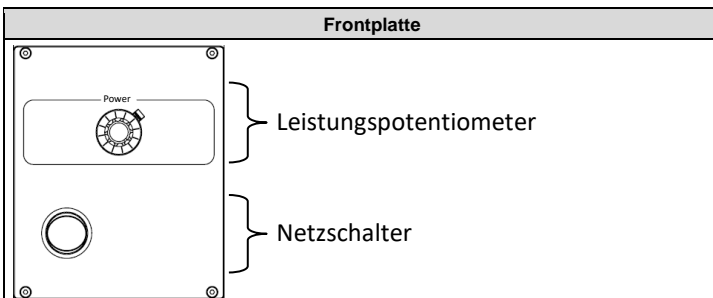 Frontplatte
Power
Leistungspotentiometer
Netzschalter